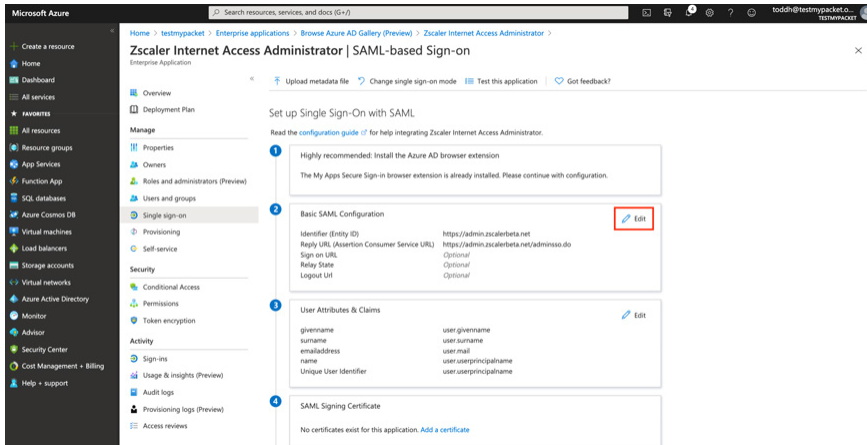 Microsoft Azure
Search resources, services, and docs (G+/)
toddh@testmypacket.o...
TESTMYPACKET
Create a resource
Home
Dashboard
All services
FAVORITES
All resources
Resource groups
App Services
Function App
SQL databases
Azure Cosmos DB
Virtual machines
Load balancers
Storage accounts
Virtual networks
Azure Active Directory
Monitor
Advisor
Security Center
Cost Management + Billing
Help + support
Home > testmypacket > Enterprise applications > Browse Azure AD Gallery (Preview) > Zscaler Internet Access Administrator >
Zscaler Internet Access Administrator | SAML-based Sign-on
Enterprise Application
Overview
Deployment Plan
Manage
Properties
Owners
Roles and administrators (Preview)
Users and groups
Single sign-on
Provisioning
Self-service
Security
Conditional Access
Permissions
Token encryption
Activity
Sign-ins
Usage & insights (Preview)
Audit logs
Provisioning logs (Preview)
Access reviews
Upload metadata file Change single sign-on mode Test this application Got feedback?
Set up Single Sign-On with SAML
Read the configuration guide for help integrating Zscaler Internet Access Administrator.
1
Highly recommended: Install the Azure AD browser extension
The My Apps Secure Sign-in browser extension is already installed. Please continue with configuration.
2
Basic SAML Configuration
Edit
Identifier (Entity ID) https://admin.zscalerbeta.net
Reply URL (Assertion Consumer Service URL) https://admin.zscalerbeta.net/adminsso.do
Sign on URL Optional
Relay State Optional
Logout Url Optional
3
User Attributes & Claims
Edit
givenname user.givenname
surname user.surname
emailaddress user.mail
name user.userprincipalname
Unique User Identifier user.userprincipalname
4
SAML Signing Certificate
No certificates exist for this application. Add a certificate